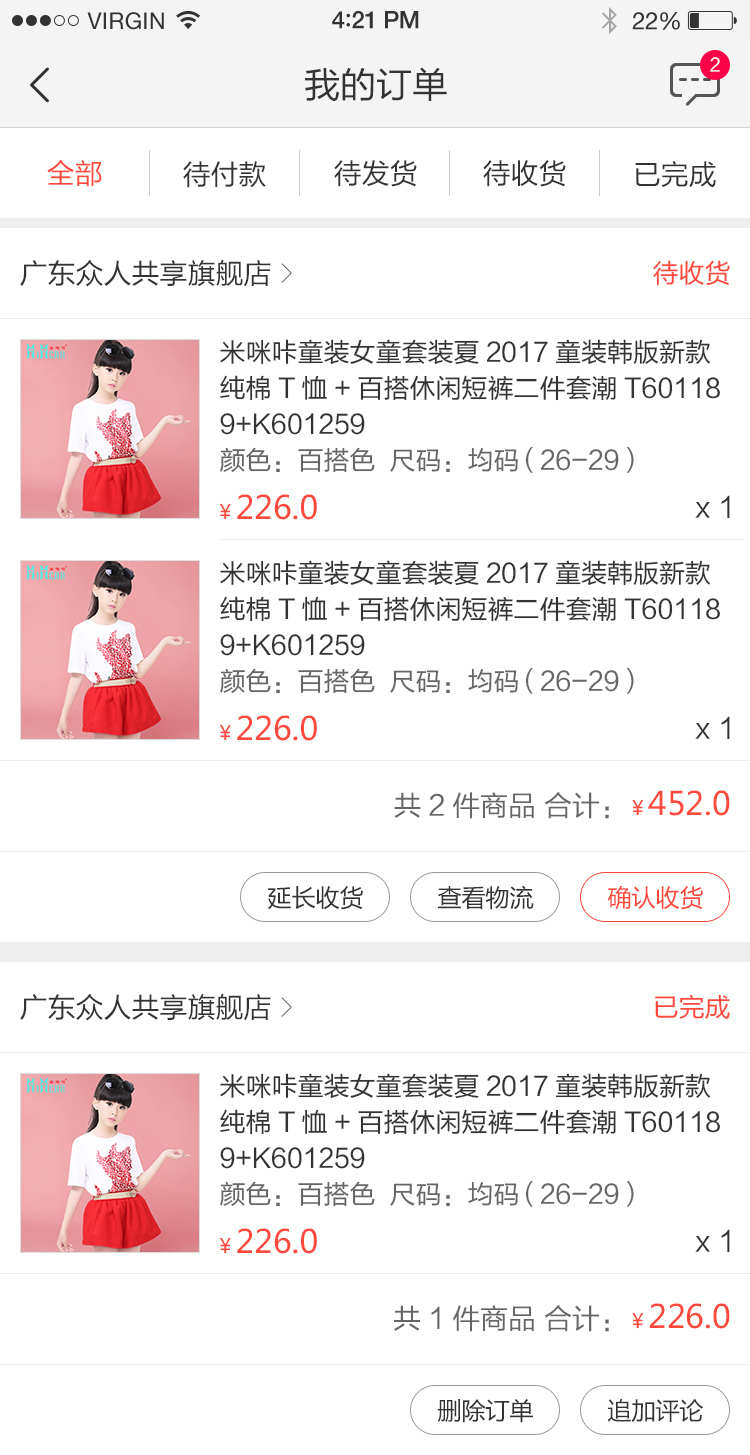 VIRGIN 4:21 PM 22%
我的订单 2
全部 待付款 待发货 待收货 已完成
广东众人共享旗舰店 待收货
米咪咔童装女童套装夏 2017 童装韩版新款
纯棉 T 恤 + 百搭休闲短裤二件套潮 T60118
9+K601259
颜色：百搭色 尺码：均码 ( 26-29 )
¥226.0 x 1
米咪咔童装女童套装夏 2017 童装韩版新款
纯棉 T 恤 + 百搭休闲短裤二件套潮 T60118
9+K601259
颜色：百搭色 尺码：均码 ( 26-29 )
¥226.0 x 1
共 2 件商品 合计：¥452.0
延长收货 查看物流 确认收货
广东众人共享旗舰店 已完成
米咪咔童装女童套装夏 2017 童装韩版新款
纯棉 T 恤 + 百搭休闲短裤二件套潮 T60118
9+K601259
颜色：百搭色 尺码：均码 ( 26-29 )
¥226.0 x 1
共 1 件商品 合计：¥226.0
删除订单 追加评论